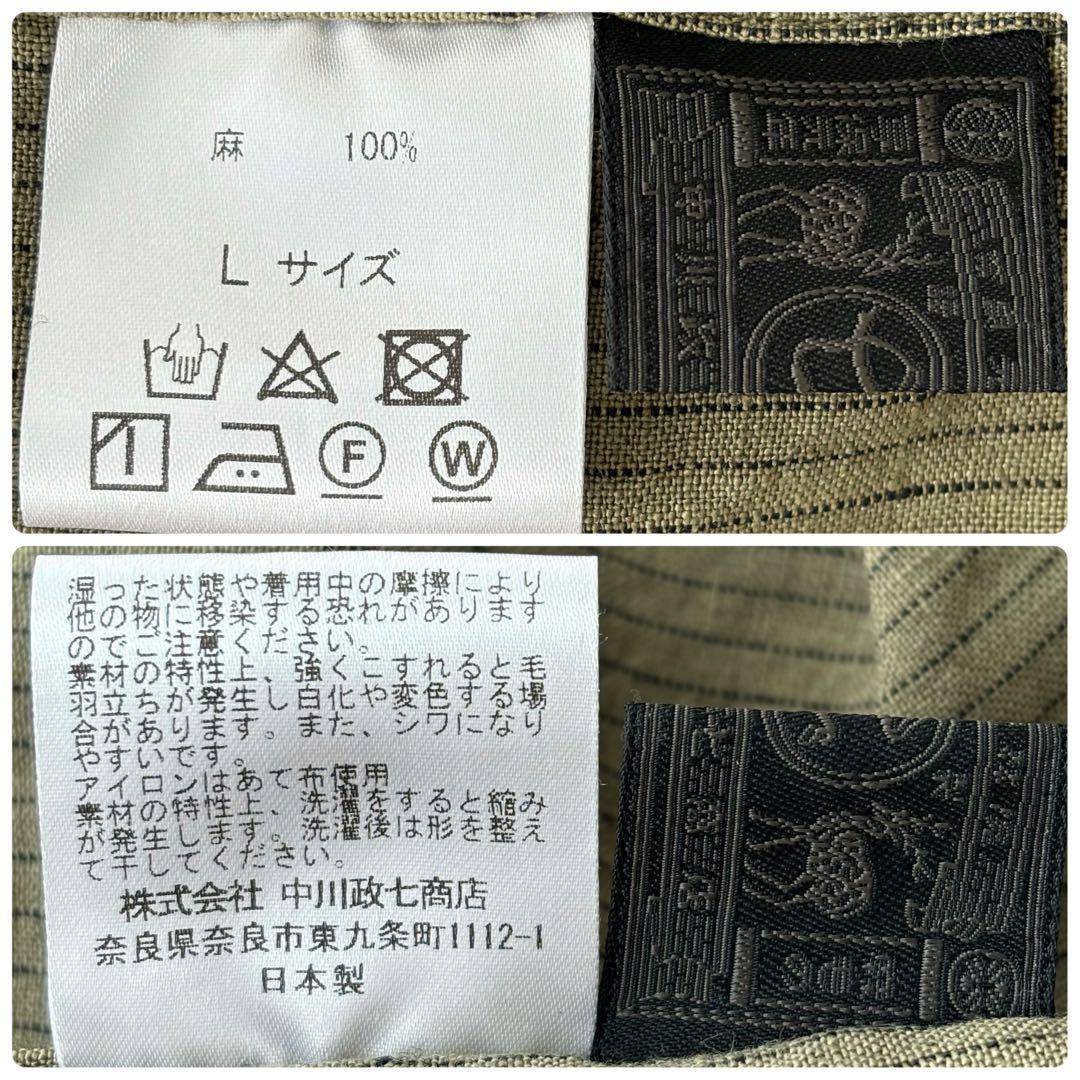 麻 100%
L サイズ
F W
湿った状態や着用中の摩擦により
他の物に移染する恐れがあります
のでご注意ください。
素材の特性上、強くこすれると毛
羽立ちが発生し白化や、変色する場
合があります。また、シワになり
やすいです。
アイロンはあて布使用
素材の特性上、洗濯をすると縮み
が発生します。洗濯後は形を整え
て干してください。
株式会社 中川政七商店
奈良県奈良市東九条町1112-1
日本製